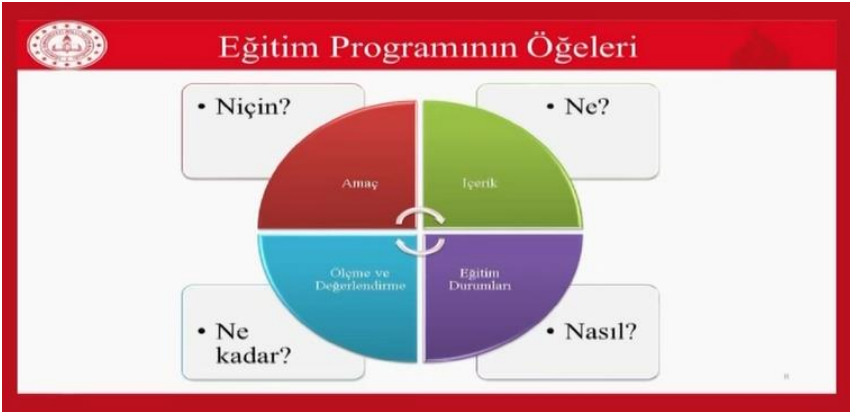 Eğitim Programının Öğeleri
• Niçin?
• Ne?
Amaç
İçerik
Ölçme ve
Değerlendirme
Eğitim
Durumları
• Ne
kadar?
• Nasıl?